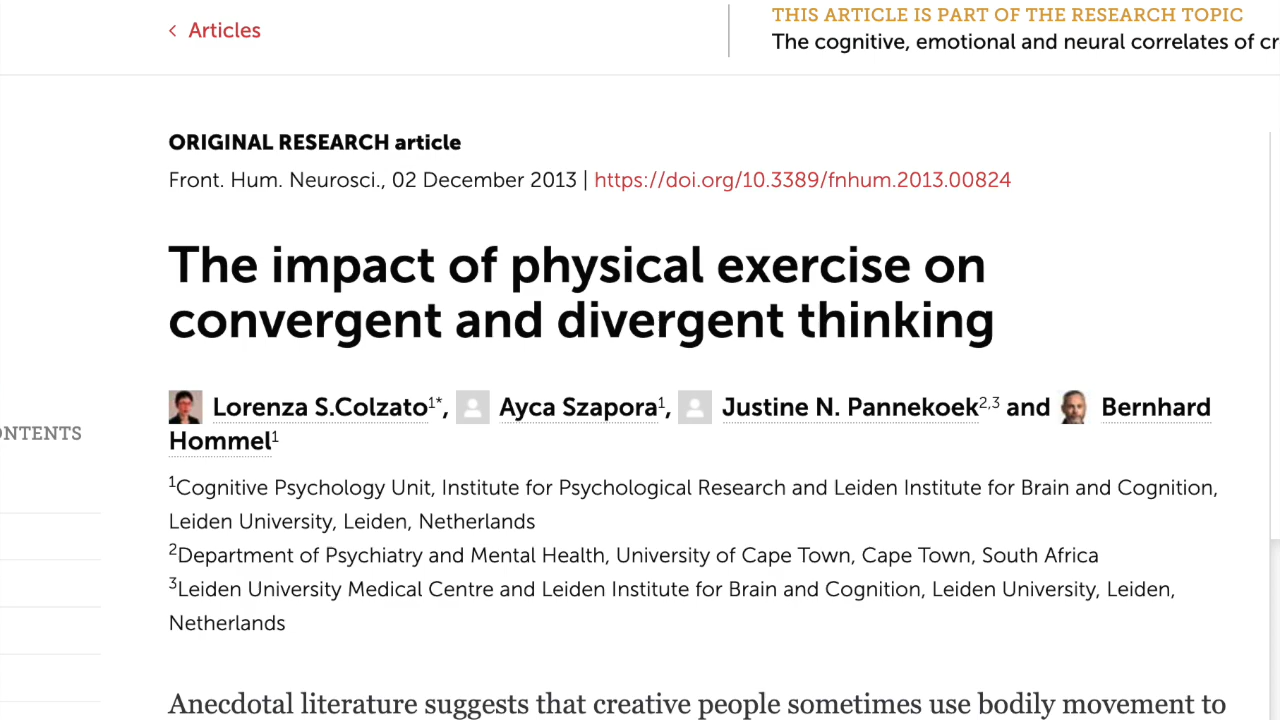 Articles
THIS ARTICLE IS PART OF THE RESEARCH TOPIC
The cognitive, emotional and neural correlates of cr
ORIGINAL RESEARCH article
Front. Hum. Neurosci., 02 December 2013 | https://doi.org/10.3389/fnhum.2013.00824
The impact of physical exercise on
convergent and divergent thinking
Lorenza S.Colzato1*, Ayca Szapora1, Justine N. Pannekoek2,3 and Bernhard
Hommel1
ONTENTS
1Cognitive Psychology Unit, Institute for Psychological Research and Leiden Institute for Brain and Cognition,
Leiden University, Leiden, Netherlands
2Department of Psychiatry and Mental Health, University of Cape Town, Cape Town, South Africa
3Leiden University Medical Centre and Leiden Institute for Brain and Cognition, Leiden University, Leiden,
Netherlands
Anecdotal literature suggests that creative people sometimes use bodily movement to